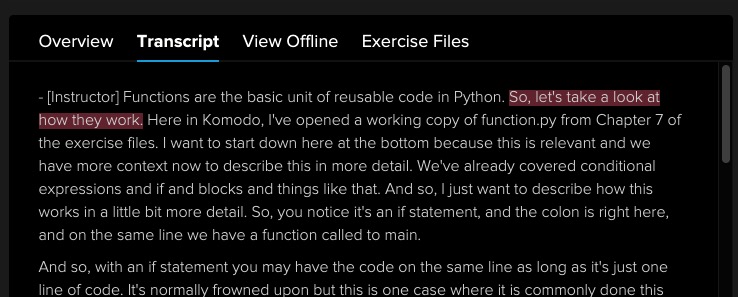 Overview Transcript View Offline Exercise Files
- [Instructor] Functions are the basic unit of reusable code in Python. So, let's take a look at
how they work. Here in Komodo, I've opened a working copy of function.py from Chapter 7 of
the exercise files. I want to start down here at the bottom because this is relevant and we
have more context now to describe this in more detail. We've already covered conditional
expressions and if and blocks and things like that. And so, I just want to describe how this
works in a little bit more detail. So, you notice it's an if statement, and the colon is right here,
and on the same line we have a function called to main.
And so, with an if statement you may have the code on the same line as long as it's just one
line of code. It's normally frowned upon but this is one case where it is commonly done this